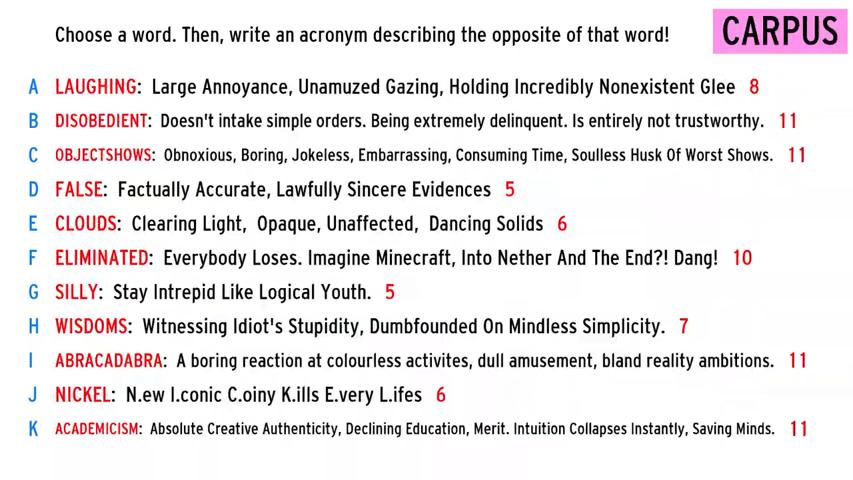 Choose a word. Then, write an acronym describing the opposite of that word!
CARPUS
A LAUGHING: Large Annoyance, Unamuzed Gazing, Holding Incredibly Nonexistent Glee 8
B DISOBEDIENT: Doesn't intake simple orders. Being extremely delinquent. Is entirely not trustworthy. 11
C OBJECTSHOWS: Obnoxious, Boring, Jokeless, Embarrassing, Consuming Time, Soulless Husk Of Worst Shows. 11
D FALSE: Factually Accurate, Lawfully Sincere Evidences 5
E CLOUDS: Clearing Light, Opaque, Unaffected, Dancing Solids 6
F ELIMINATED: Everybody Loses. Imagine Minecraft, Into Nether And The End?! Dang! 10
G SILLY: Stay Intrepid Like Logical Youth. 5
H WISDOMS: Witnessing Idiot's Stupidity, Dumbfounded On Mindless Simplicity. 7
I ABRACADABRA: A boring reaction at colourless activites, dull amusement, bland reality ambitions. 11
J NICKEL: N.ew I.conic C.oiny K.ills E.very L.ifes 6
K ACADEMICISM: Absolute Creative Authenticity, Declining Education, Merit. Intuition Collapses Instantly, Saving Minds. 11